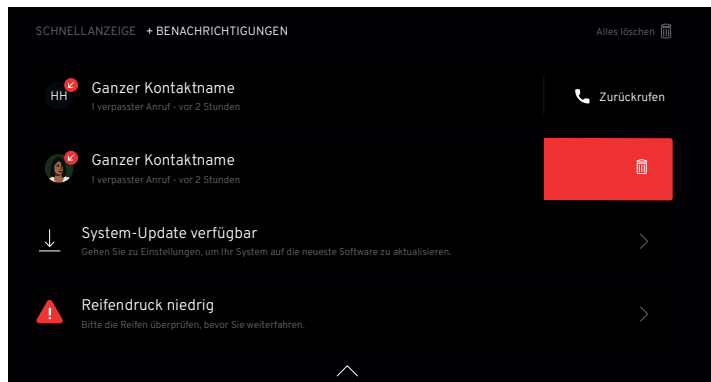 SCHNELLANZEIGE + BENACHRICHTIGUNGEN Alles löschen
HH Ganzer Kontaktname
1 verpasster Anruf - vor 2 Stunden
Zurückrufen
Ganzer Kontaktname
1 verpasster Anruf - vor 2 Stunden
System-Update verfügbar
Gehen Sie zu Einstellungen, um Ihr System auf die neueste Software zu aktualisieren.
Reifendruck niedrig
Bitte die Reifen überprüfen, bevor Sie weiterfahren.